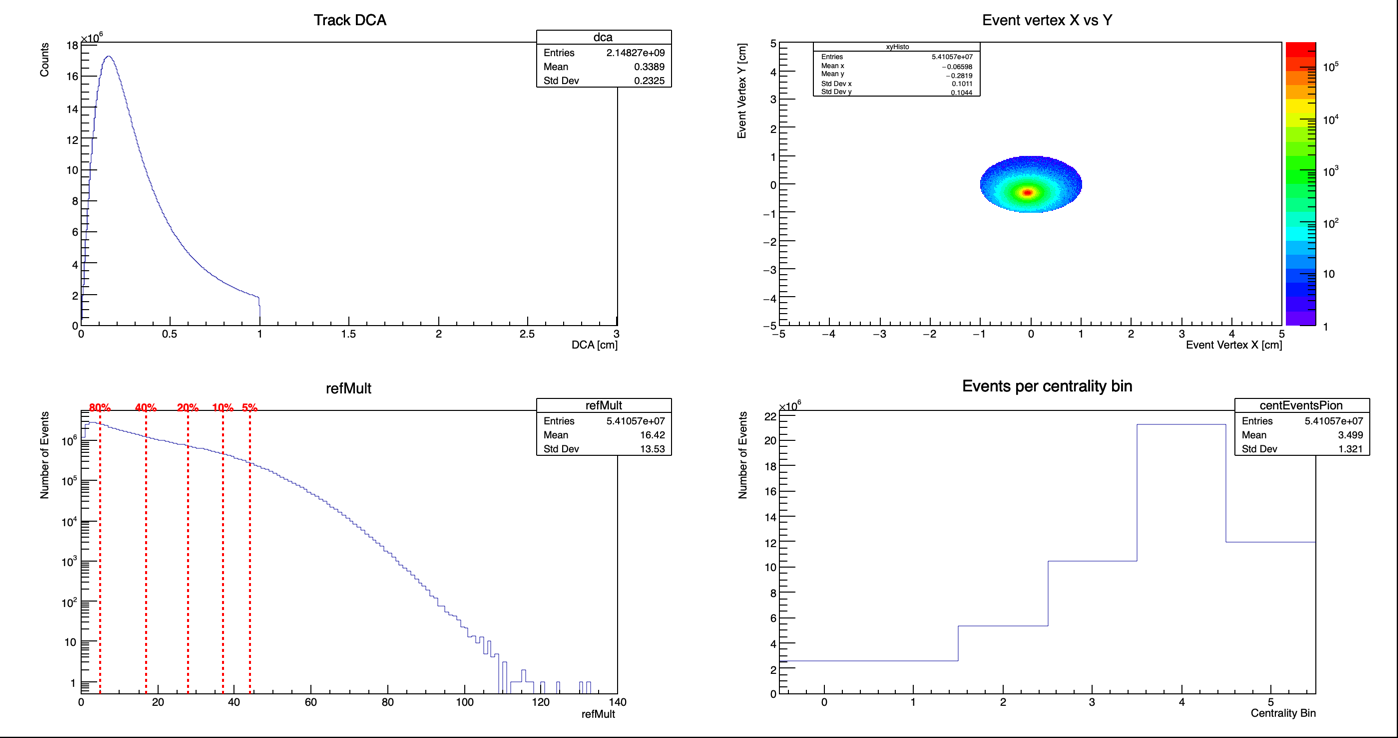 Track DCA
×10⁶
Counts
18
16
14
12
10
8
6
4
2
0
0 0.5 1 1.5 2 2.5 3
DCA [cm]
dca
Entries 2.14827e+09
Mean 0.3389
Std Dev 0.2325
Event vertex X vs Y
Event Vertex Y [cm]
5
4
3
2
1
0
−1
−2
−3
−4
−5
−5 −4 −3 −2 −1 0 1 2 3 4 5
Event Vertex X [cm]
xyHisto
Entries 5.41057e+07
Mean x −0.06598
Mean y −0.2819
Std Dev x 0.1011
Std Dev y 0.1044
10⁵
10⁴
10³
10²
10
1
refMult
Number of Events
80% 40% 20% 10% 5%
10⁶
10⁵
10⁴
10³
10²
10
1
0 20 40 60 80 100 120 140
refMult
refMult
Entries 5.41057e+07
Mean 16.42
Std Dev 13.53
Events per centrality bin
×10⁶
Number of Events
22
20
18
16
14
12
10
8
6
4
2
0
0 1 2 3 4 5
Centrality Bin
centEventsPion
Entries 5.41057e+07
Mean 3.499
Std Dev 1.321